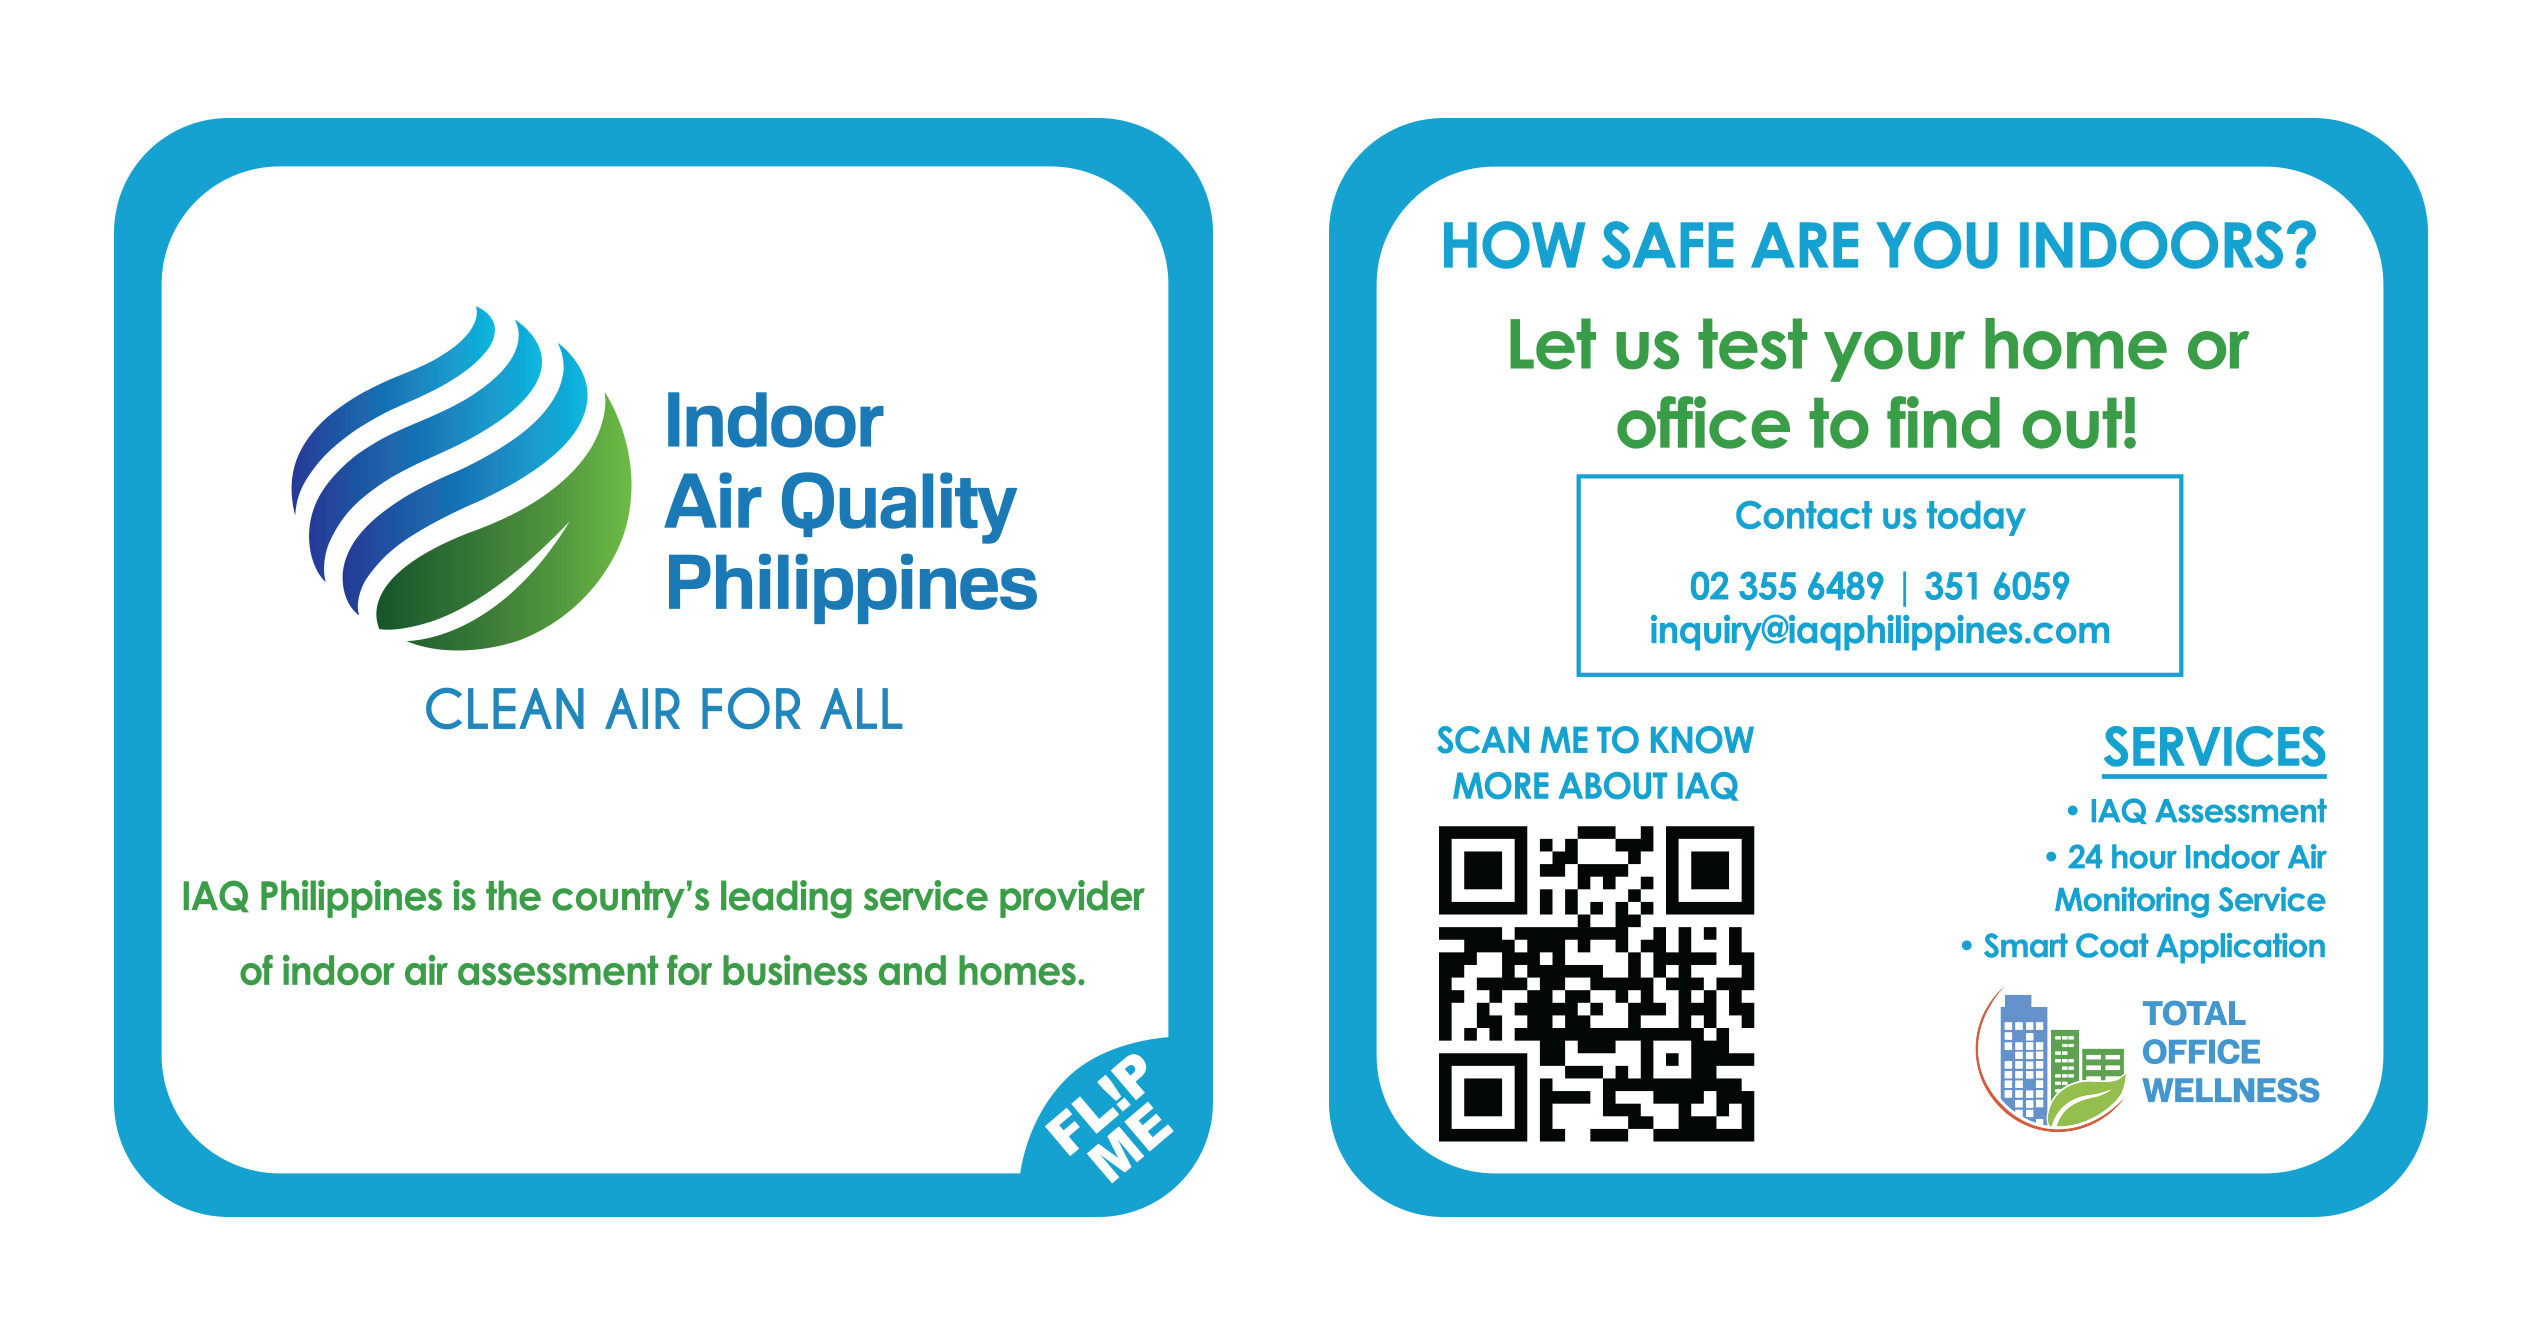 Indoor
Air Quality
Philippines
CLEAN AIR FOR ALL
IAQ Philippines is the country’s leading service provider
of indoor air assessment for business and homes.
FL!P
ME
HOW SAFE ARE YOU INDOORS?
Let us test your home or
office to find out!
Contact us today
02 355 6489 | 351 6059
inquiry@iaqphilippines.com
SCAN ME TO KNOW
MORE ABOUT IAQ
SERVICES
• IAQ Assessment
• 24 hour Indoor Air
Monitoring Service
• Smart Coat Application
TOTAL
OFFICE
WELLNESS